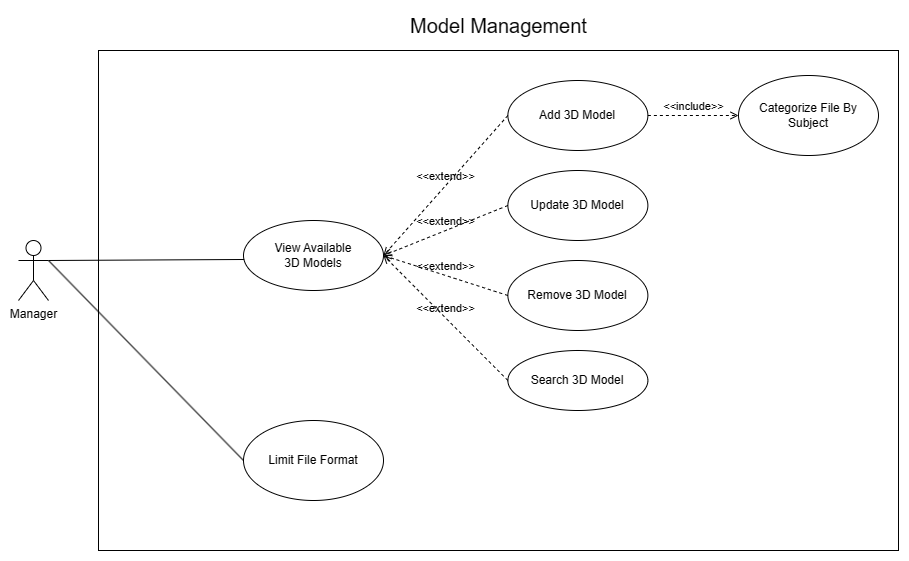 Model Management
Add 3D Model
<<include>>
Categorize File By
Subject
<<extend>>
Update 3D Model
<<extend>>
View Available
3D Models
<<extend>>
Remove 3D Model
<<extend>>
Manager
Search 3D Model
Limit File Format